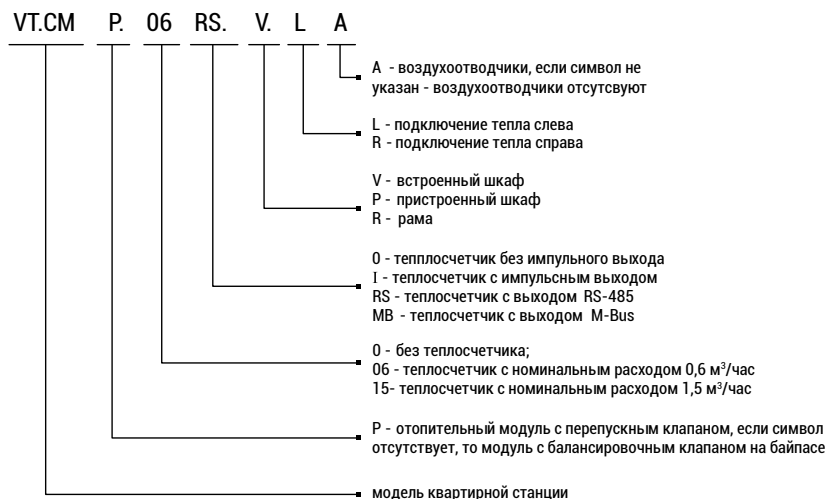 VT.CM P. 06 RS. V. L A
A - воздухоотводчики, если символ не
указан - воздухоотводчики отсутсвуют
L - подключение тепла слева
R - подключение тепла справа
V - встроенный шкаф
P - пристроенный шкаф
R - рама
0 - тепплосчетчик без импульного выхода
I - теплосчетчик с импульсным выходом
RS - теплосчетчик с выходом RS-485
MB - теплосчетчик с выходом M-Bus
0 - без теплосчетчика;
06 - теплосчетчик с номинальным расходом 0,6 м³/час
15- теплосчетчик с номинальным расходом 1,5 м³/час
P - отопительный модуль с перепускным клапаном, если символ
отсутствует, то модуль с балансировочным клапаном на байпасе
модель квартирной станции